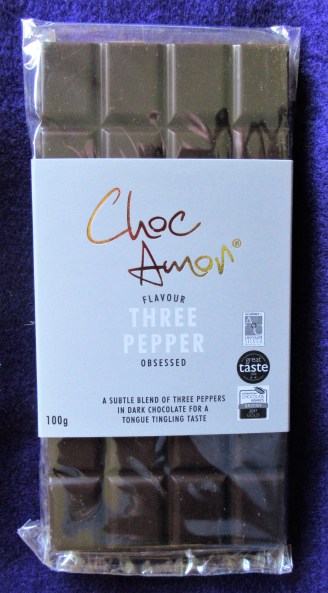 Choc
Amor®
FLAVOUR
THREE
PEPPER
OBSESSED
great
taste
A SUBTLE BLEND OF THREE PEPPERS
IN DARK CHOCOLATE FOR A
TONGUE TINGLING TASTE
100g